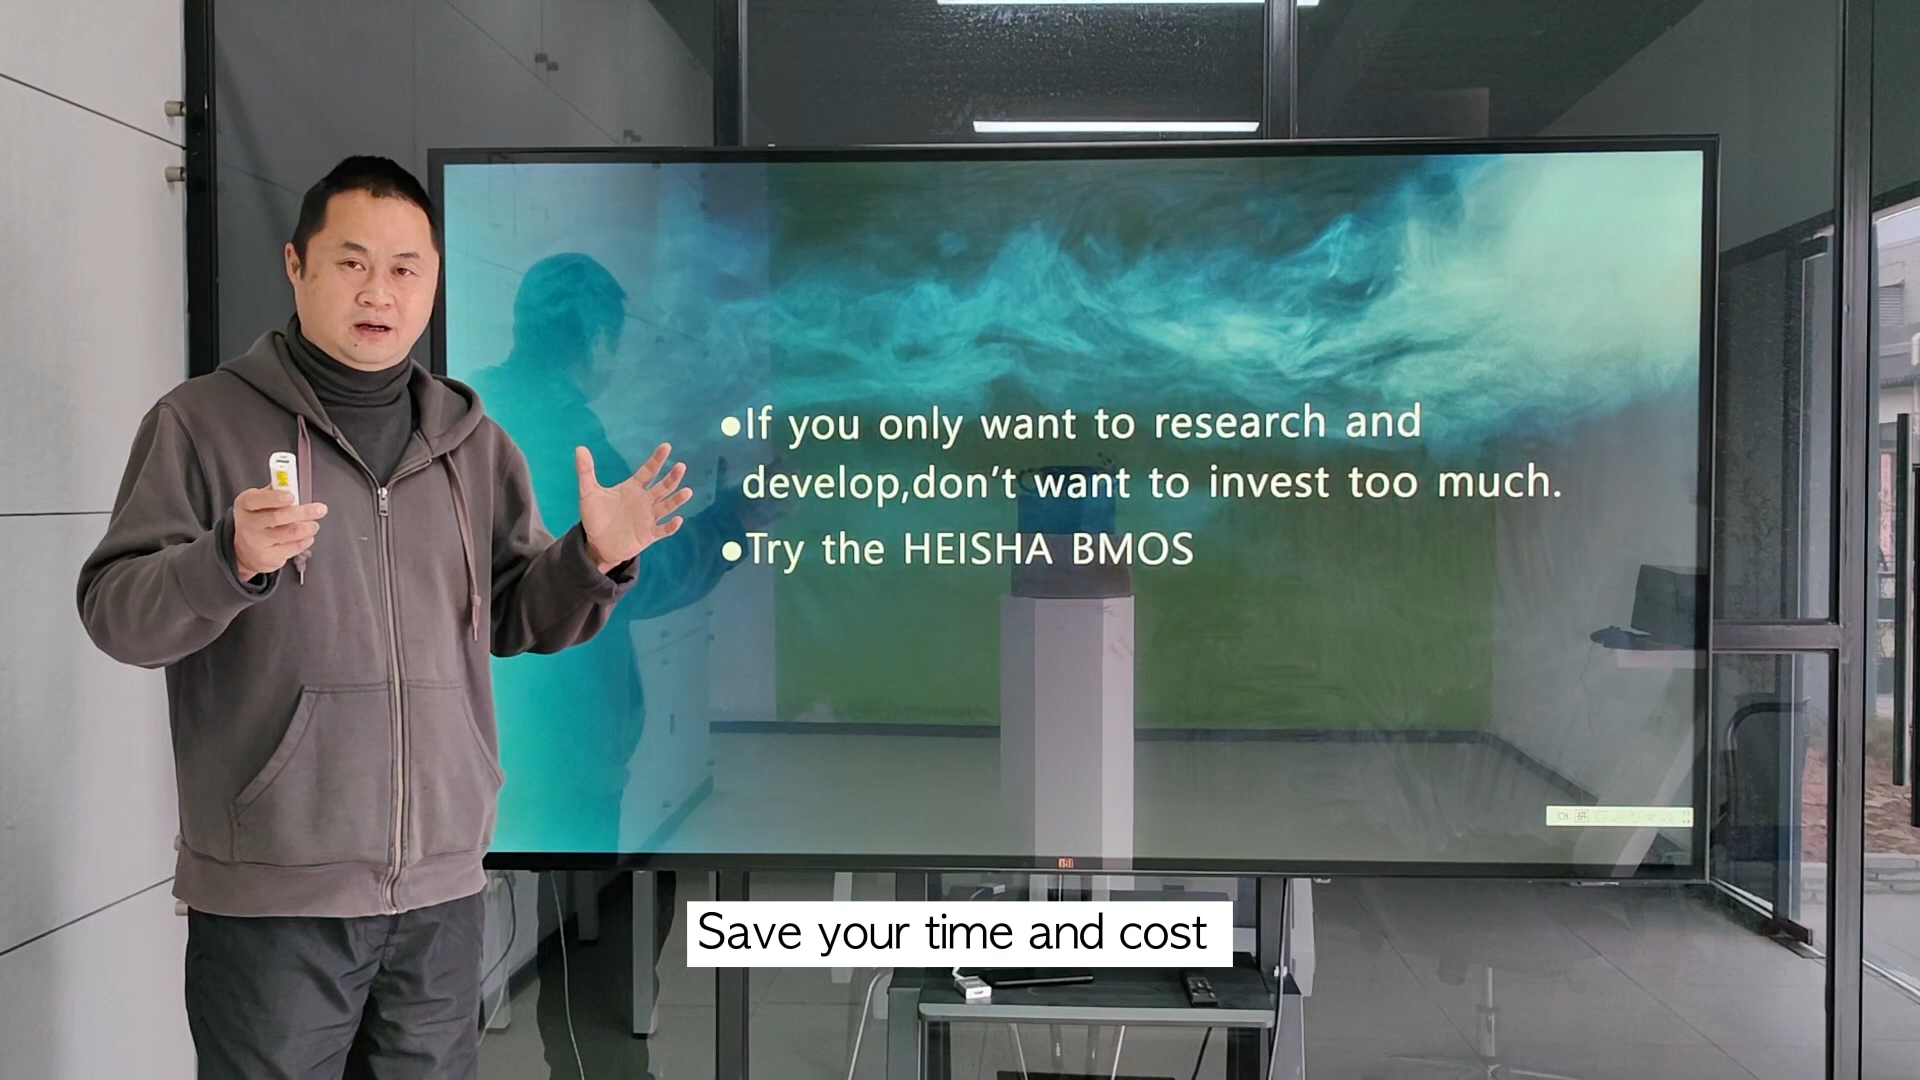 ●If you only want to research and
develop,don't want to invest too much.
●Try the HEISHA BMOS
CH
Save your time and cost